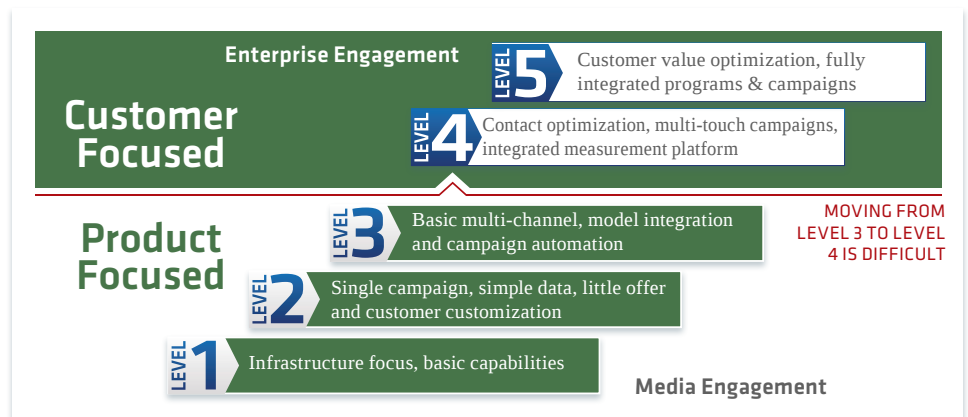 Enterprise Engagement
LEVEL 5
Customer value optimization, fully
integrated programs & campaigns
Customer
Focused
LEVEL 4
Contact optimization, multi-touch campaigns,
integrated measurement platform
Product
Focused
LEVEL 3
Basic multi-channel, model integration
and campaign automation
MOVING FROM
LEVEL 3 TO LEVEL
4 IS DIFFICULT
LEVEL 2
Single campaign, simple data, little offer
and customer customization
LEVEL 1
Infrastructure focus, basic capabilities
Media Engagement